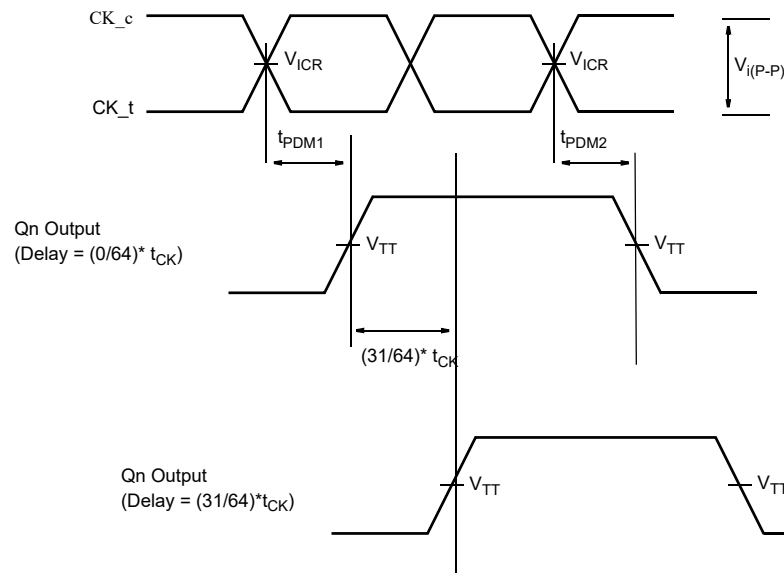 CK_c
V_ICR
V_ICR
V_i(P-P)
CK_t
t_PDM1
t_PDM2
Qn Output
(Delay = (0/64)* t_CK)
V_TT
V_TT
(31/64)* t_CK
Qn Output
(Delay = (31/64)*t_CK)
V_TT
V_TT